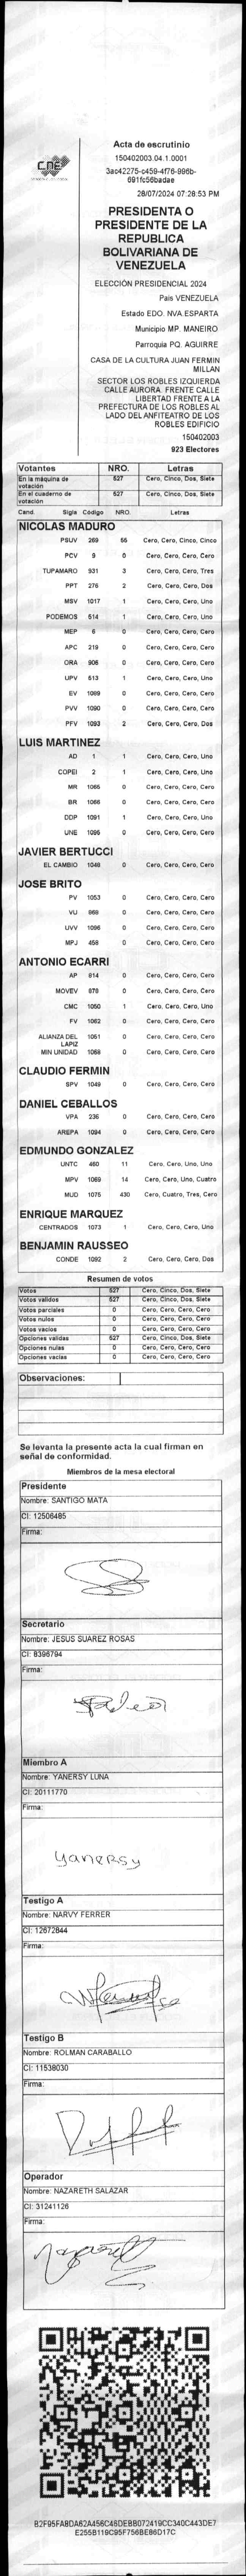 CNE
Acta de escrutinio
150402003.04.1.0001
3ac42275-c459-4f76-996b-
691fc56badae
28/07/2024 07:28:53 PM
PRESIDENTA O
PRESIDENTE DE LA
REPUBLICA
BOLIVARIANA DE
VENEZUELA
ELECCIÓN PRESIDENCIAL 2024
Pais VENEZUELA
Estado EDO. NVA.ESPARTA
Municipio MP. MANEIRO
Parroquia PQ. AGUIRRE
CASA DE LA CULTURA JUAN FERMIN
MILLAN
SECTOR LOS ROBLES IZQUIERDA
CALLE AURORA. FRENTE CALLE
LIBERTAD FRENTE A LA
PREFECTURA DE LOS ROBLES AL
LADO DEL ANFITEATRO DE LOS
ROBLES EDIFICIO
150402003
923 Electores
Votantes NRO. Letras
En la máquina de votación 527 Cero, Cinco, Dos, Siete
En el cuaderno de votación 527 Cero, Cinco, Dos, Siete
Cand. Sigla Código NRO. Letras
NICOLAS MADURO
PSUV 269 55 Cero, Cero, Cinco, Cinco
PCV 9 0 Cero, Cero, Cero, Cero
TUPAMARO 931 3 Cero, Cero, Cero, Tres
PPT 276 2 Cero, Cero, Cero, Dos
MSV 1017 1 Cero, Cero, Cero, Uno
PODEMOS 514 1 Cero, Cero, Cero, Uno
MEP 6 0 Cero, Cero, Cero, Cero
APC 219 0 Cero, Cero, Cero, Cero
ORA 906 0 Cero, Cero, Cero, Cero
UPV 513 1 Cero, Cero, Cero, Uno
EV 1089 0 Cero, Cero, Cero, Cero
PVV 1090 0 Cero, Cero, Cero, Cero
PFV 1093 2 Cero, Cero, Cero, Dos
LUIS MARTINEZ
AD 1 1 Cero, Cero, Cero, Uno
COPEI 2 1 Cero, Cero, Cero, Uno
MR 1065 0 Cero, Cero, Cero, Cero
BR 1066 0 Cero, Cero, Cero, Cero
DDP 1091 1 Cero, Cero, Cero, Uno
UNE 1095 0 Cero, Cero, Cero, Cero
JAVIER BERTUCCI
EL CAMBIO 1048 0 Cero, Cero, Cero, Cero
JOSE BRITO
PV 1053 0 Cero, Cero, Cero, Cero
VU 868 0 Cero, Cero, Cero, Cero
UVV 1096 0 Cero, Cero, Cero, Cero
MPJ 458 0 Cero, Cero, Cero, Cero
ANTONIO ECARRI
AP 814 0 Cero, Cero, Cero, Cero
MOVEV 878 0 Cero, Cero, Cero, Cero
CMC 1050 1 Cero, Cero, Cero, Uno
FV 1062 0 Cero, Cero, Cero, Cero
ALIANZA DEL LAPIZ 1051 0 Cero, Cero, Cero, Cero
MIN UNIDAD 1068 0 Cero, Cero, Cero, Cero
CLAUDIO FERMIN
SPV 1049 0 Cero, Cero, Cero, Cero
DANIEL CEBALLOS
VPA 236 0 Cero, Cero, Cero, Cero
AREPA 1094 0 Cero, Cero, Cero, Cero
EDMUNDO GONZALEZ
UNTC 460 11 Cero, Cero, Uno, Uno
MPV 1069 14 Cero, Cero, Uno, Cuatro
MUD 1075 430 Cero, Cuatro, Tres, Cero
ENRIQUE MARQUEZ
CENTRADOS 1073 1 Cero, Cero, Cero, Uno
BENJAMIN RAUSSEO
CONDE 1092 2 Cero, Cero, Cero, Dos
Resumen de votos
Votos 527 Cero, Cinco, Dos, Siete
Votos validos 527 Cero, Cinco, Dos, Siete
Votos parciales 0 Cero, Cero, Cero, Cero
Votos nulos 0 Cero, Cero, Cero, Cero
Votos vacios 0 Cero, Cero, Cero, Cero
Opciones validas 527 Cero, Cinco, Dos, Siete
Opciones nulas 0 Cero, Cero, Cero, Cero
Opciones vacias 0 Cero, Cero, Cero, Cero
Observaciones:
Se levanta la presente acta la cual firman en
señal de conformidad.
Miembros de la mesa electoral
Presidente
Nombre: SANTIGO MATA
CI: 12506485
Firma:
Secretario
Nombre: JESUS SUAREZ ROSAS
CI: 8396794
Firma:
Miembro A
Nombre: YANERSY LUNA
CI: 20111770
Firma:
Yanersy
Testigo A
Nombre: NARVY FERRER
CI: 12672844
Firma:
Testigo B
Nombre: ROLMAN CARABALLO
CI: 11538030
Firma:
Operador
Nombre: NAZARETH SALAZAR
CI: 31241126
Firma:
B2F95FA8DA62A456C46DEBB072419CC340C443DE7
E255B119C95F756BE86D17C